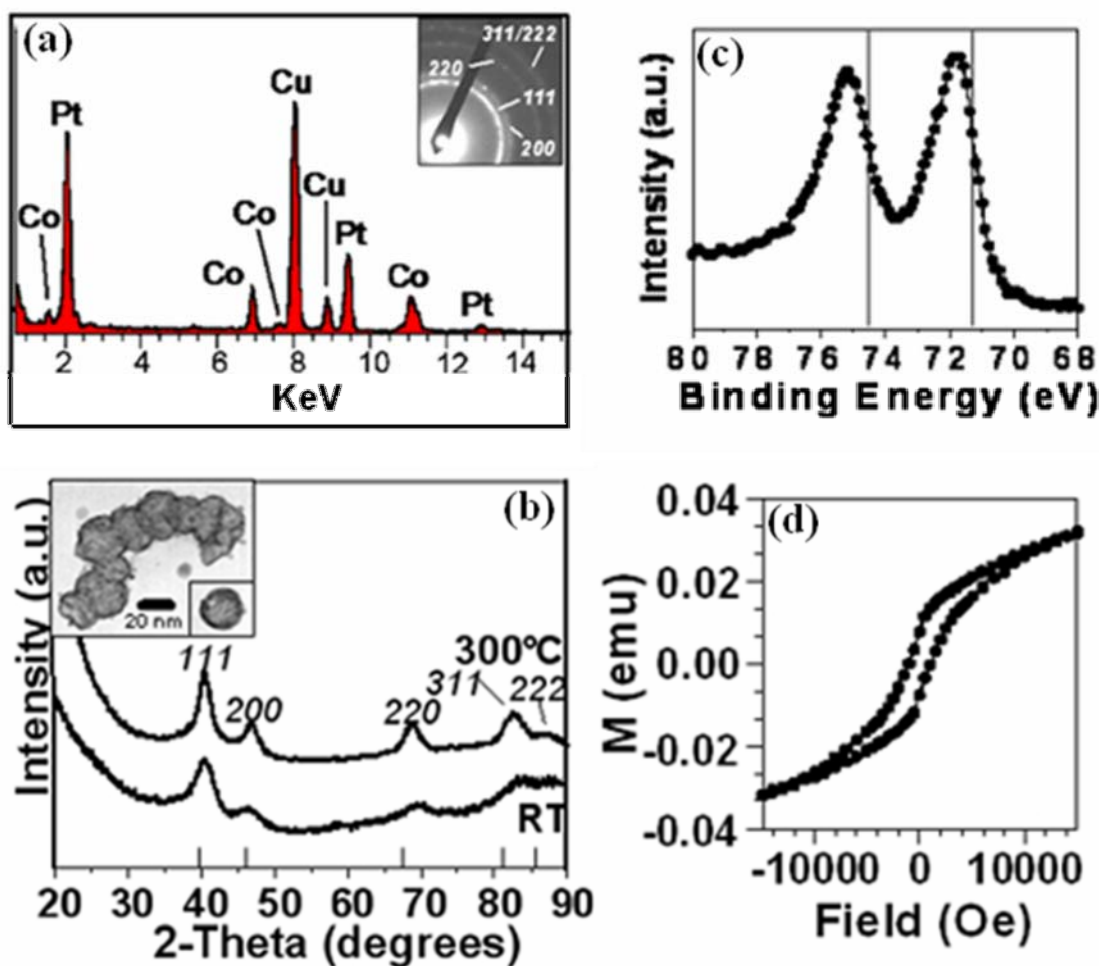 (a)
311/222
220
111
200
Pt
Cu
Cu
Co
Co
Pt
Co
Co
Pt
2 4 6 8 10 12 14
KeV
(c)
Intensity (a.u.)
80 78 76 74 72 70 68
Binding Energy (eV)
(b)
20 nm
Intensity (a.u.)
111
200
220
311
222
300°C
RT
20 30 40 50 60 70 80 90
2-Theta (degrees)
(d)
0.04
0.02
0.00
-0.02
-0.04
M (emu)
-10000 0 10000
Field (Oe)